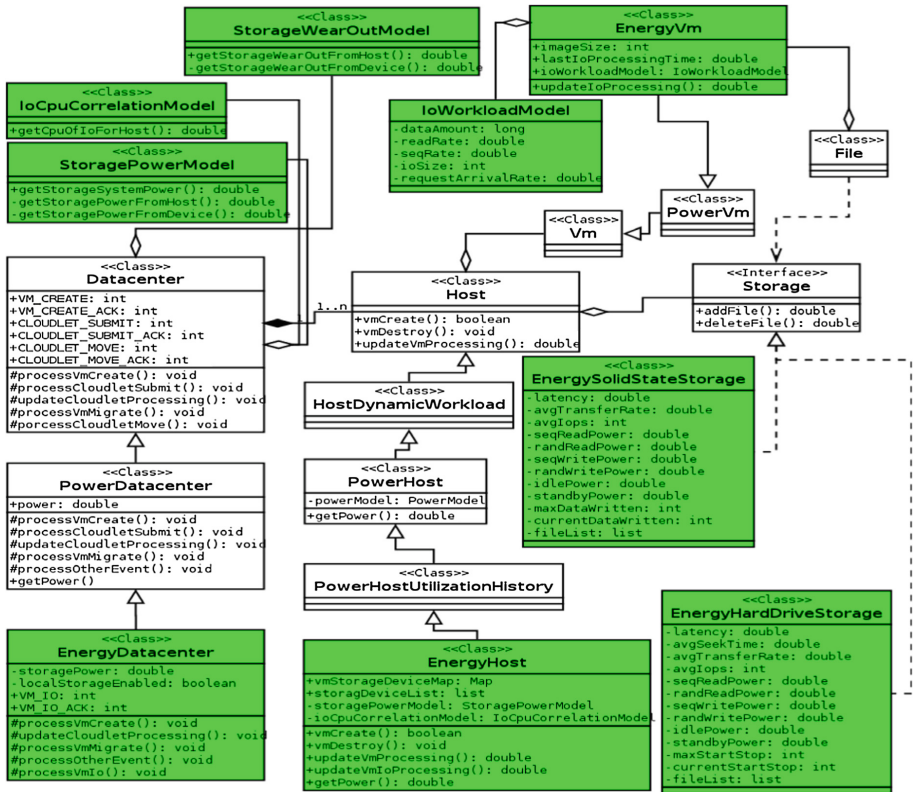 <<Class>>
StorageWearOutModel
+getStorageWearOutFromHost(): double
-getStorageWearOutFromDevice(): double
<<Class>>
EnergyVm
+imageSize: int
+lastIoProcessingTime: double
+ioWorkloadModel: IoWorkloadModel
+updateIoProcessing(): double
<<Class>>
IoCpuCorrelationModel
+getCpuOfIoForHost(): double
<<Class>>
IoWorkloadModel
-dataAmount: long
-readRate: double
-seqRate: double
-ioSize: int
-requestArrivalRate: double
<<Class>>
File
<<Class>>
StoragePowerModel
+getStorageSystemPower(): double
-getStoragePowerFromHost(): double
-getStoragePowerFromDevice(): double
<<Class>>
PowerVm
<<Class>>
Vm
<<Class>>
Datacenter
+VM_CREATE: int
+VM_CREATE_ACK: int
+CLOUDLET_SUBMIT: int
+CLOUDLET_SUBMIT_ACK: int
+CLOUDLET_MOVE: int
+CLOUDLET_MOVE_ACK: int
#processVmCreate(): void
#processCloudletSubmit(): void
#updateCloudletProcessing(): void
#processVmMigrate(): void
#porcessCloudletMove(): void
1
1..n
<<Class>>
Host
+vmCreate(): boolean
+vmDestroy(): void
+updateVmProcessing(): double
<<Interface>>
Storage
+addFile(): double
+deleteFile(): double
<<Class>>
EnergySolidStateStorage
-latency: double
-avgTransferRate: double
-avgIops: int
-seqReadPower: double
-randReadPower: double
-seqWritePower: double
-randWritePower: double
-idlePower: double
-standbyPower: double
-maxDataWritten: int
-currentDataWritten: int
-fileList: list
<<Class>>
HostDynamicWorkload
<<Class>>
PowerHost
-powerModel: PowerModel
+getPower(): double
<<Class>>
PowerDatacenter
+power: double
#processVmCreate(): void
#processCloudletSubmit(): void
#updateCloudletProcessing(): void
#processVmMigrate(): void
#processOtherEvent(): void
+getPower()
<<Class>>
PowerHostUtilizationHistory
<<Class>>
EnergyDatacenter
-storagePower: double
-localStorageEnabled: boolean
+VM_IO: int
+VM_IO_ACK: int
#processVmCreate(): void
#updateCloudletProcessing(): void
#processVmMigrate(): void
#processOtherEvent(): void
#processVmIo(): void
<<Class>>
EnergyHost
+vmStorageDeviceMap: Map
+storagDeviceList: list
-storagePowerModel: StoragePowerModel
-ioCpuCorrelationModel: IoCpuCorrelationModel
+vmCreate(): boolean
+vmDestroy(): void
+updateVmProcessing(): double
+updateVmIoProcessing(): double
+getPower(): double
<<Class>>
EnergyHardDriveStorage
-latency: double
-avgSeekTime: double
-avgTransferRate: double
-avgIops: int
-seqReadPower: double
-randReadPower: double
-seqWritePower: double
-randWritePower: double
-idlePower: double
-standbyPower: double
-maxStartStop: int
-currentStartStop: int
-fileList: list